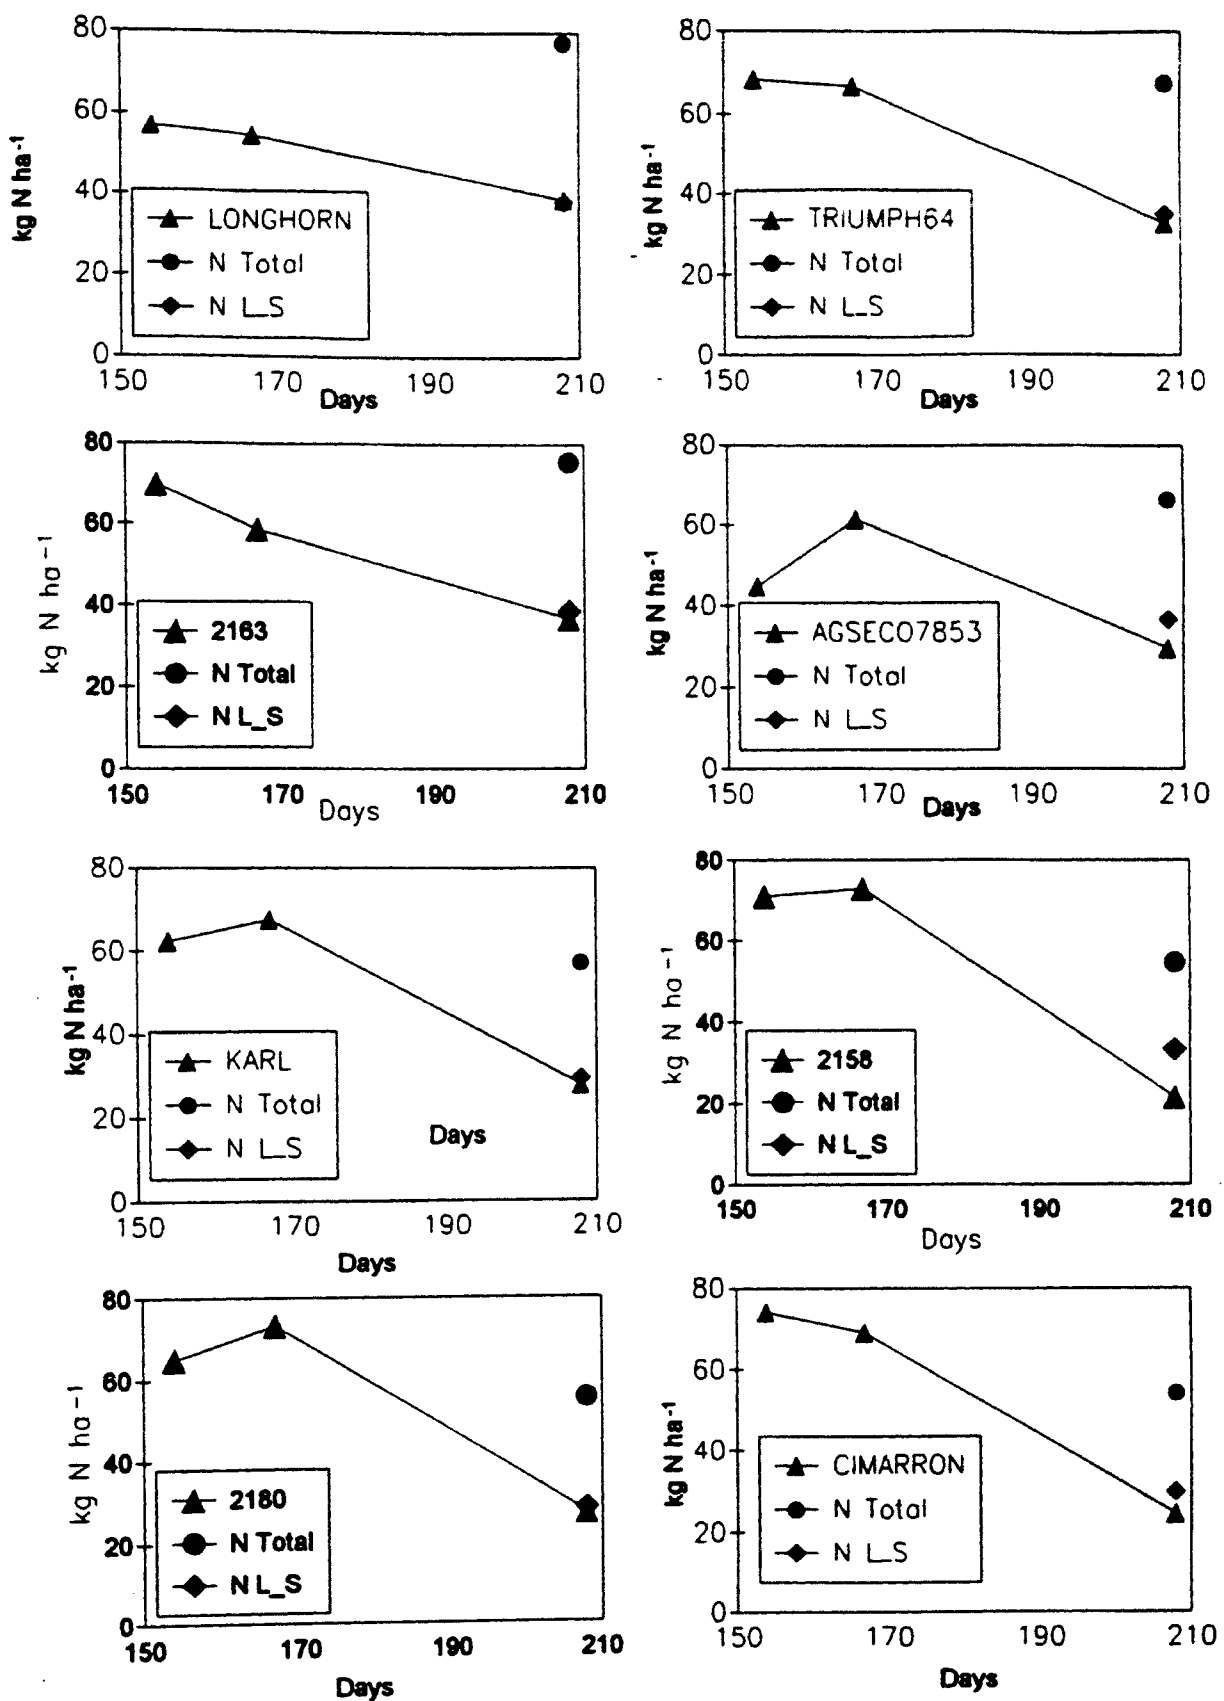 80
60
40
20
0
kg N ha-1
LONGHORN
N Total
N L_S
150 170 190 210
Days
80
60
40
20
0
kg N ha-1
TRIUMPH64
N Total
N L_S
150 170 190 210
Days
80
60
40
20
0
kg N ha-1
2163
N Total
N L_S
150 170 190 210
Days
80
60
40
20
0
kg N ha-1
AGSECO7853
N Total
N L_S
150 170 190 210
Days
80
60
40
20
0
kg N ha-1
KARL
N Total
N L_S
Days
150 170 190 210
Days
80
60
40
20
0
kg N ha-1
2158
N Total
N L_S
150 170 190 210
Days
80
60
40
20
0
kg N ha-1
2180
N Total
N L_S
150 170 190 210
Days
80
60
40
20
0
kg N ha-1
CIMARRON
N Total
N L_S
150 170 190 210
Days